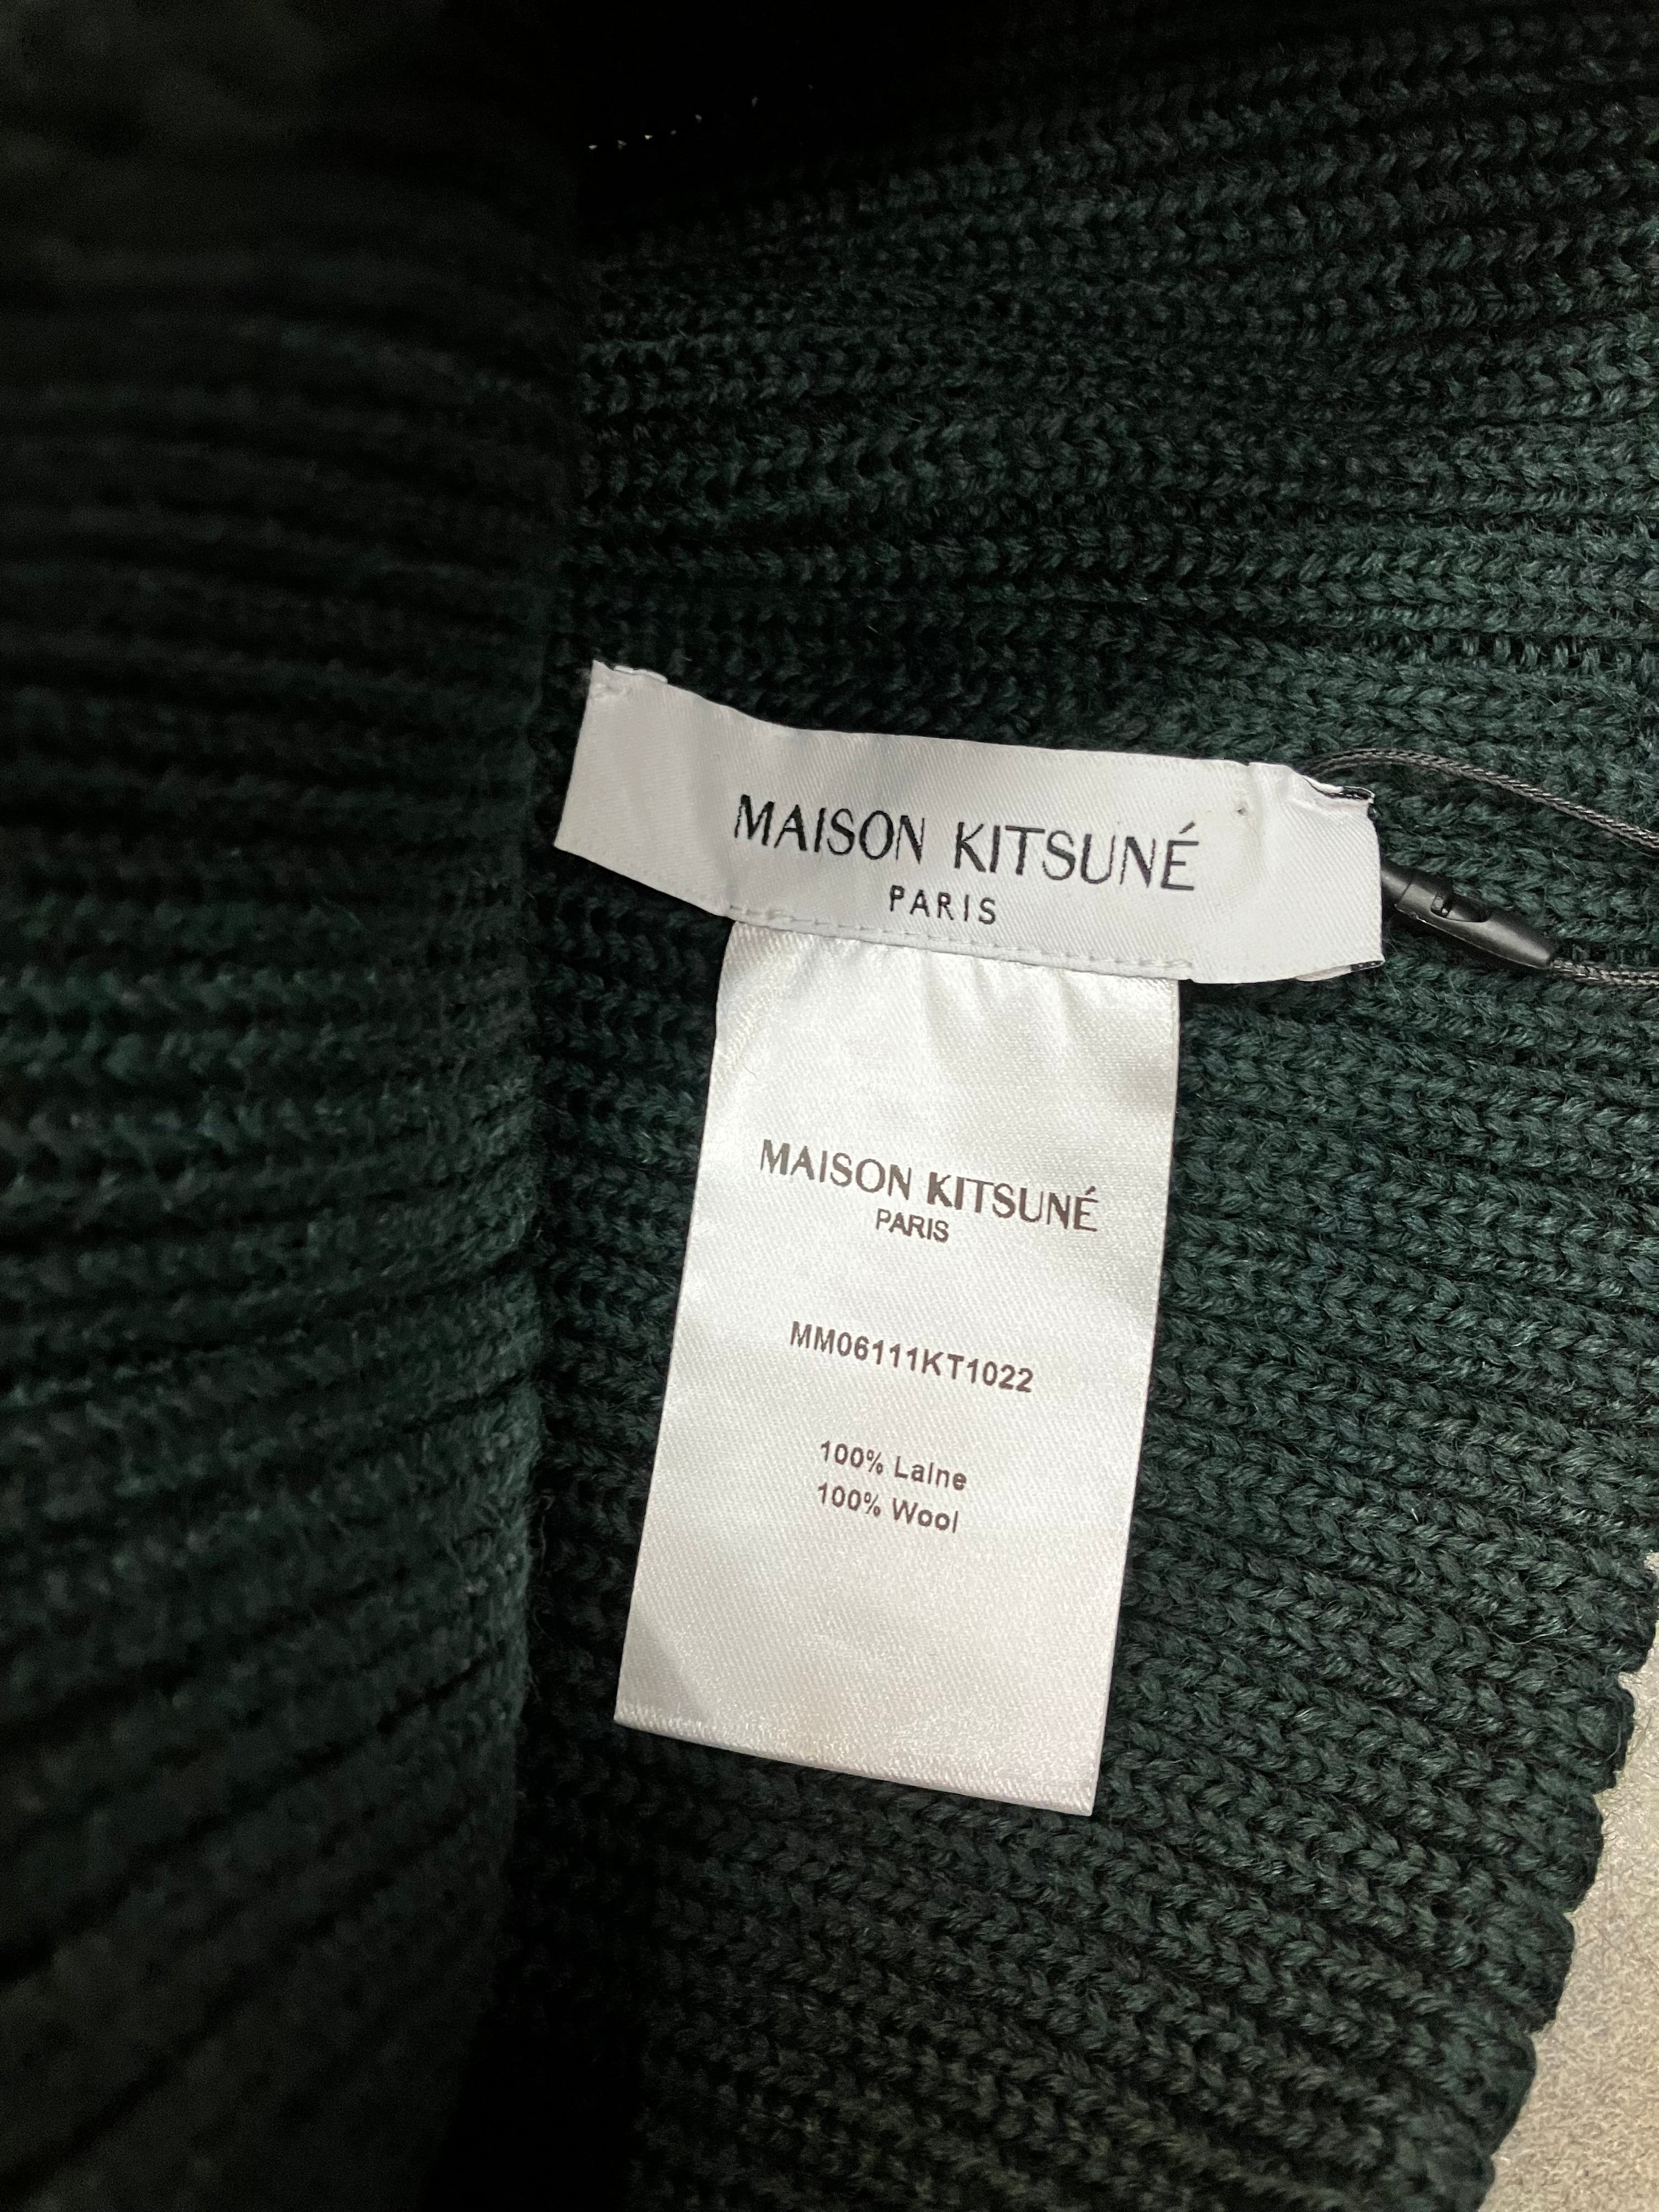 MAISON KITSUNÉ
PARIS
MAISON KITSUNÉ
PARIS
MM06111KT1022
100% Laine
100% Wool